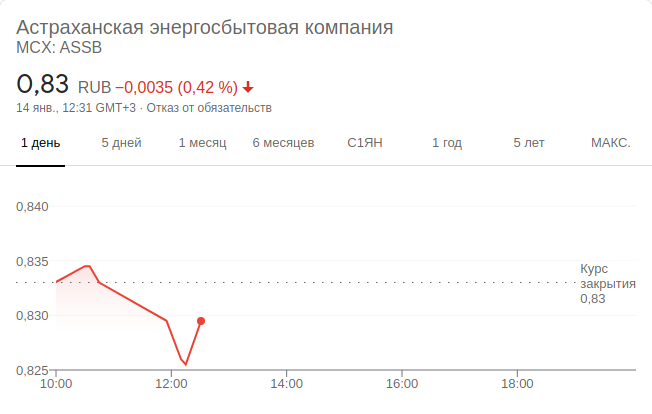 Астраханская энергосбытовая компания
MCX: ASSB
0,83 RUB −0,0035 (0,42 %)
14 янв., 12:31 GMT+3 · Отказ от обязательств
1 день 5 дней 1 месяц 6 месяцев С1ЯН 1 год 5 лет МАКС.
0,840
0,835
0,830
0,825
Курс
закрытия
0,83
10:00 12:00 14:00 16:00 18:00